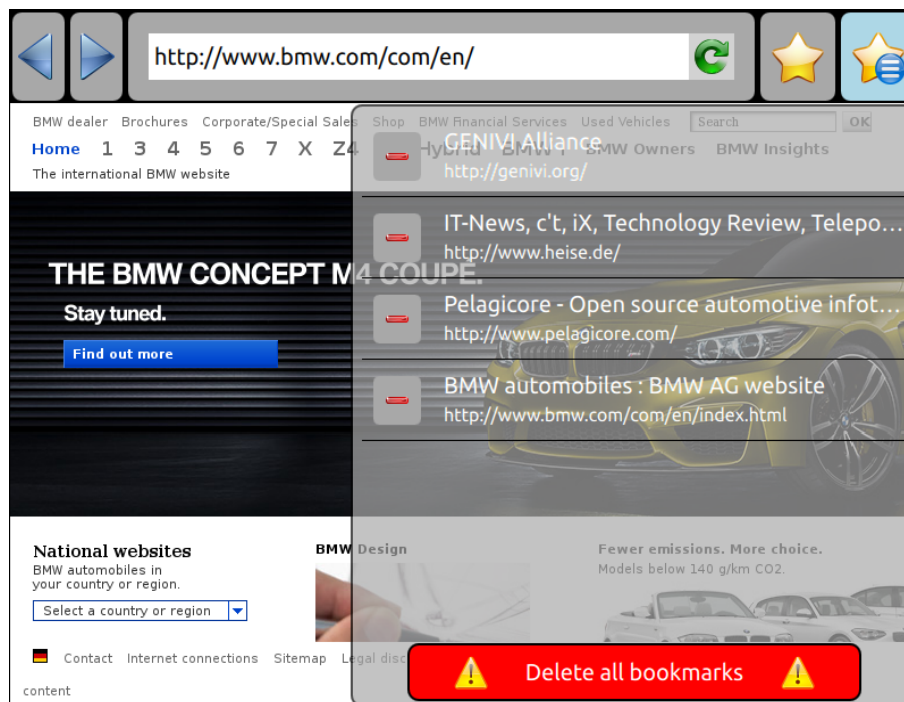 http://www.bmw.com/com/en/
BMW dealer Brochures Corporate/Special Sales Shop BMW Financial Services Used Vehicles Search OK
Home 1 3 4 5 6 7 X Z4 Hybrid BMW i BMW Owners BMW Insights
The international BMW website
GENIVI Alliance
http://genivi.org/
IT-News, c't, iX, Technology Review, Telepo...
http://www.heise.de/
THE BMW CONCEPT M4 COUPÉ.
Stay tuned.
Find out more
Pelagicore - Open source automotive infot...
http://www.pelagicore.com/
BMW automobiles : BMW AG website
http://www.bmw.com/com/en/index.html
National websites
BMW automobiles in
your country or region.
Select a country or region
BMW Design
Fewer emissions. More choice.
Models below 140 g/km CO2.
Contact Internet connections Sitemap Legal disc
content
Delete all bookmarks